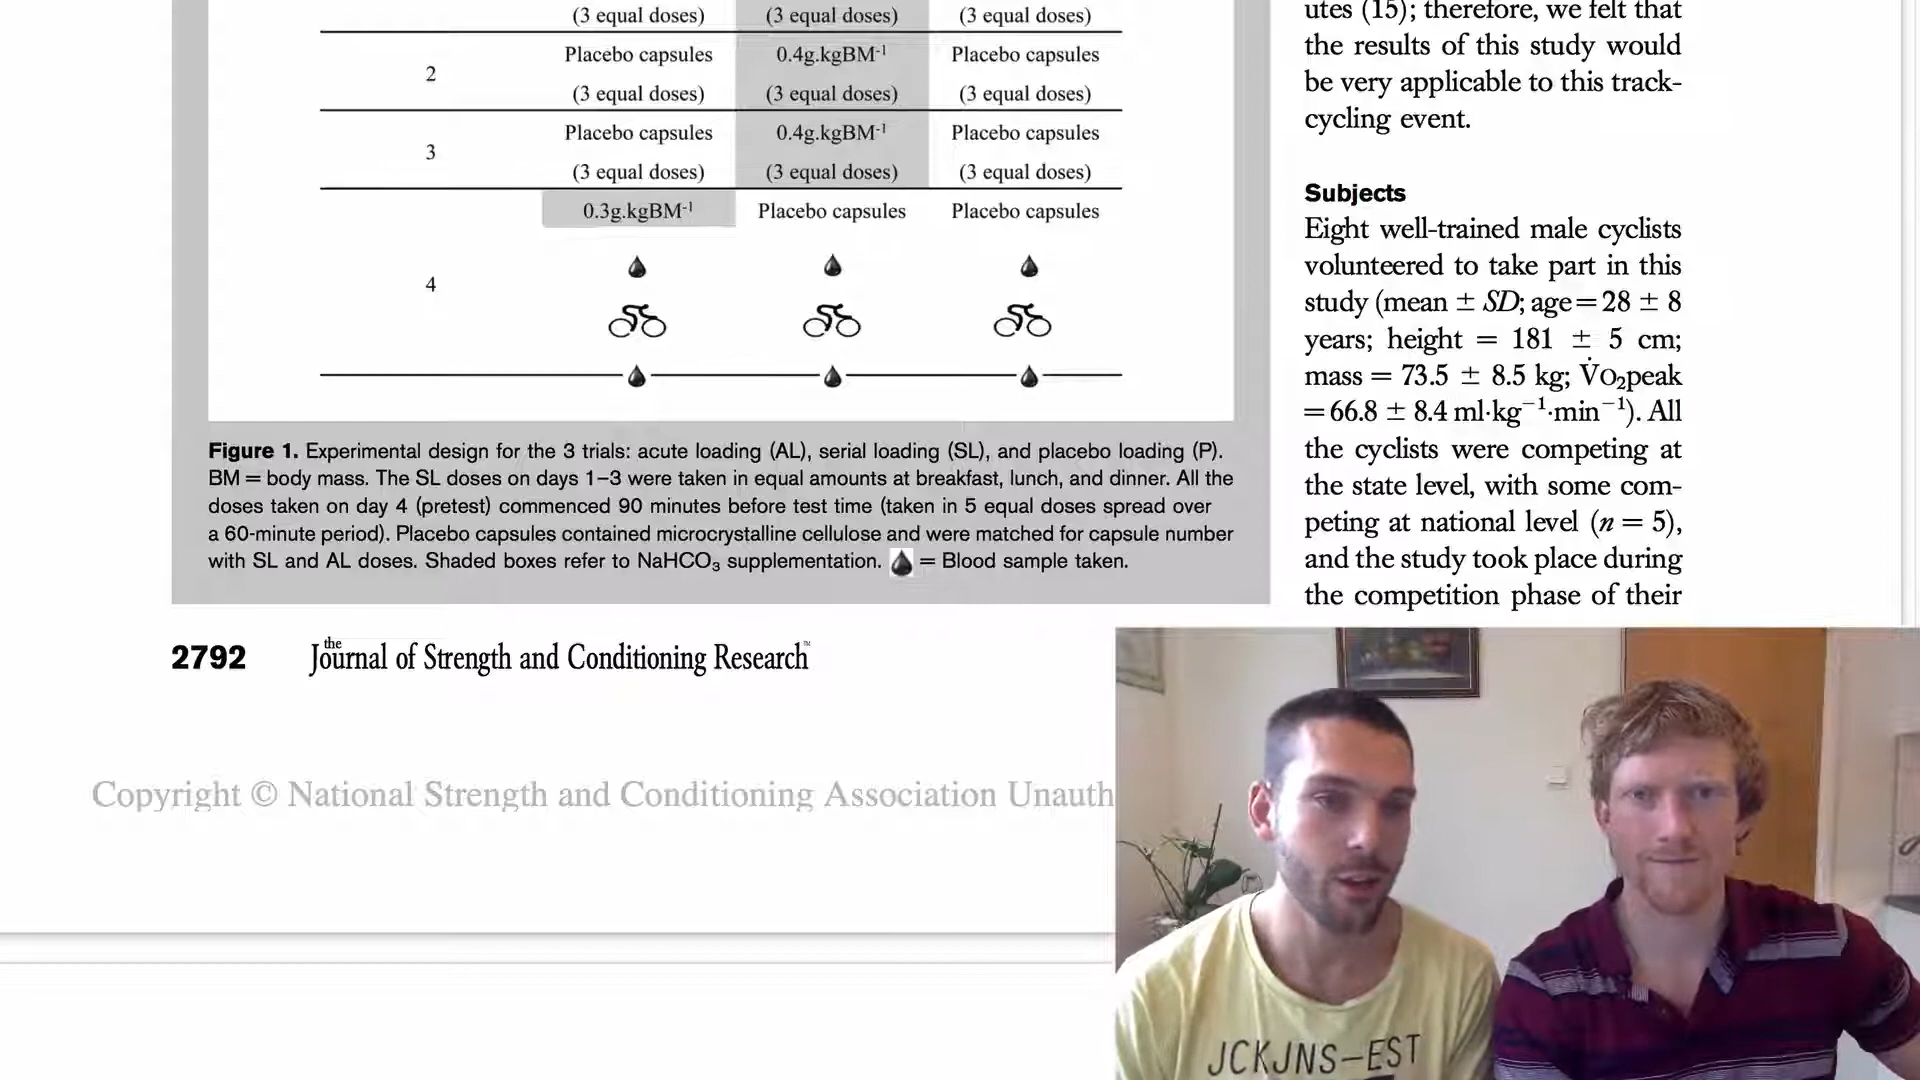 (3 equal doses) (3 equal doses) (3 equal doses)
2 Placebo capsules 0.4g.kgBM-1 Placebo capsules
(3 equal doses) (3 equal doses) (3 equal doses)
3 Placebo capsules 0.4g.kgBM-1 Placebo capsules
(3 equal doses) (3 equal doses) (3 equal doses)
0.3g.kgBM-1 Placebo capsules Placebo capsules
4
Figure 1. Experimental design for the 3 trials: acute loading (AL), serial loading (SL), and placebo loading (P).
BM = body mass. The SL doses on days 1–3 were taken in equal amounts at breakfast, lunch, and dinner. All the
doses taken on day 4 (pretest) commenced 90 minutes before test time (taken in 5 equal doses spread over
a 60-minute period). Placebo capsules contained microcrystalline cellulose and were matched for capsule number
with SL and AL doses. Shaded boxes refer to NaHCO3 supplementation. = Blood sample taken.
utes (15); therefore, we felt that
the results of this study would
be very applicable to this track-
cycling event.
Subjects
Eight well-trained male cyclists
volunteered to take part in this
study (mean ± SD; age = 28 ± 8
years; height = 181 ± 5 cm;
mass = 73.5 ± 8.5 kg; V̇O2peak
= 66.8 ± 8.4 ml·kg−1·min−1). All
the cyclists were competing at
the state level, with some com-
peting at national level (n = 5),
and the study took place during
the competition phase of their
2792 Journal of Strength and Conditioning Research™
the
Copyright © National Strength and Conditioning Association Unauth
JCKJNS–EST